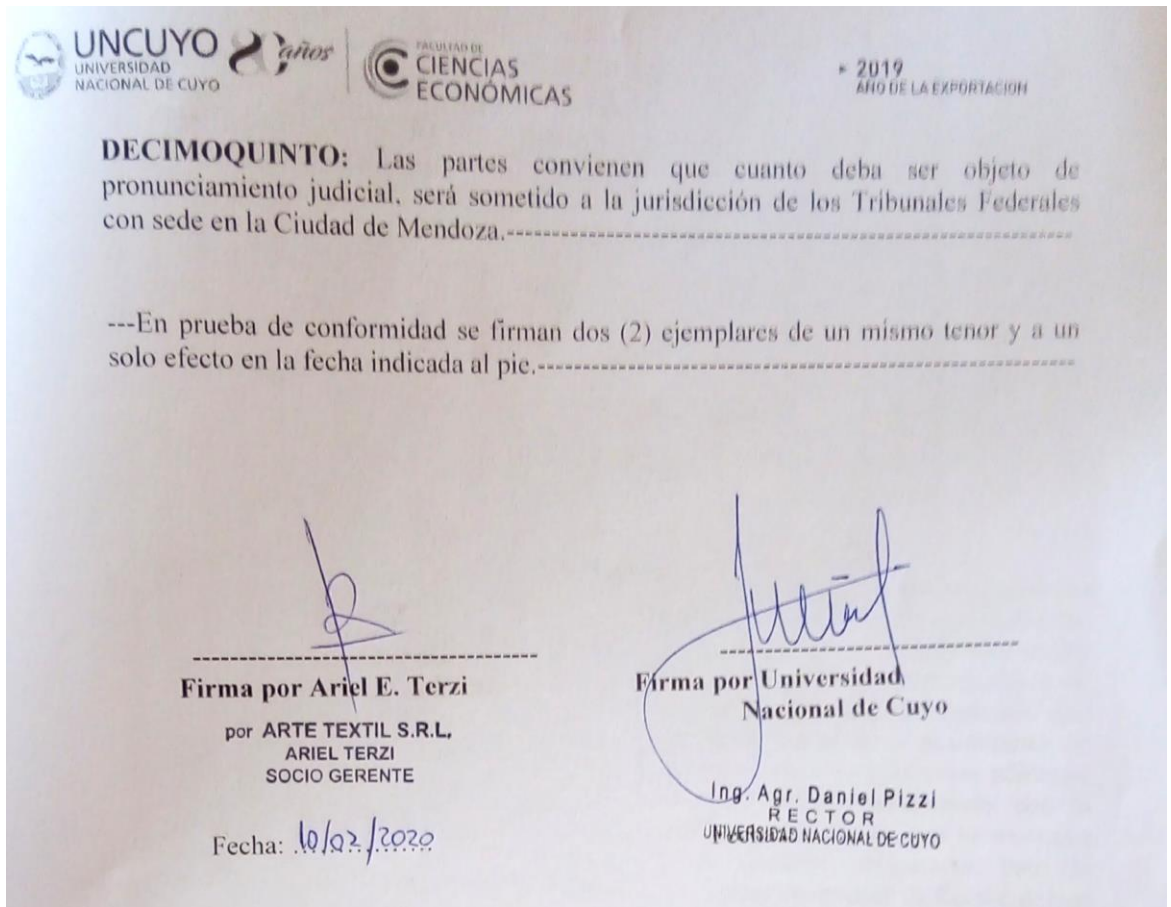 UNCUYO
UNIVERSIDAD
NACIONAL DE CUYO
años
FACULTAD DE
CIENCIAS
ECONÓMICAS
2019
AÑO DE LA EXPORTACION
DECIMOQUINTO: Las partes convienen que cuanto deba ser objeto de
pronunciamiento judicial, será sometido a la jurisdicción de los Tribunales Federales
con sede en la Ciudad de Mendoza.---------------------------------------------------------------
---En prueba de conformidad se firman dos (2) ejemplares de un mismo tenor y a un
solo efecto en la fecha indicada al pie.------------------------------------------------------------
Firma por Ariel E. Terzi
por ARTE TEXTIL S.R.L,
ARIEL TERZI
SOCIO GERENTE
Fecha: 10/02/2020
Firma por Universidad
Nacional de Cuyo
Ing. Agr. Daniel Pizzi
RECTOR
UNIVERSIDAD NACIONAL DE CUYO